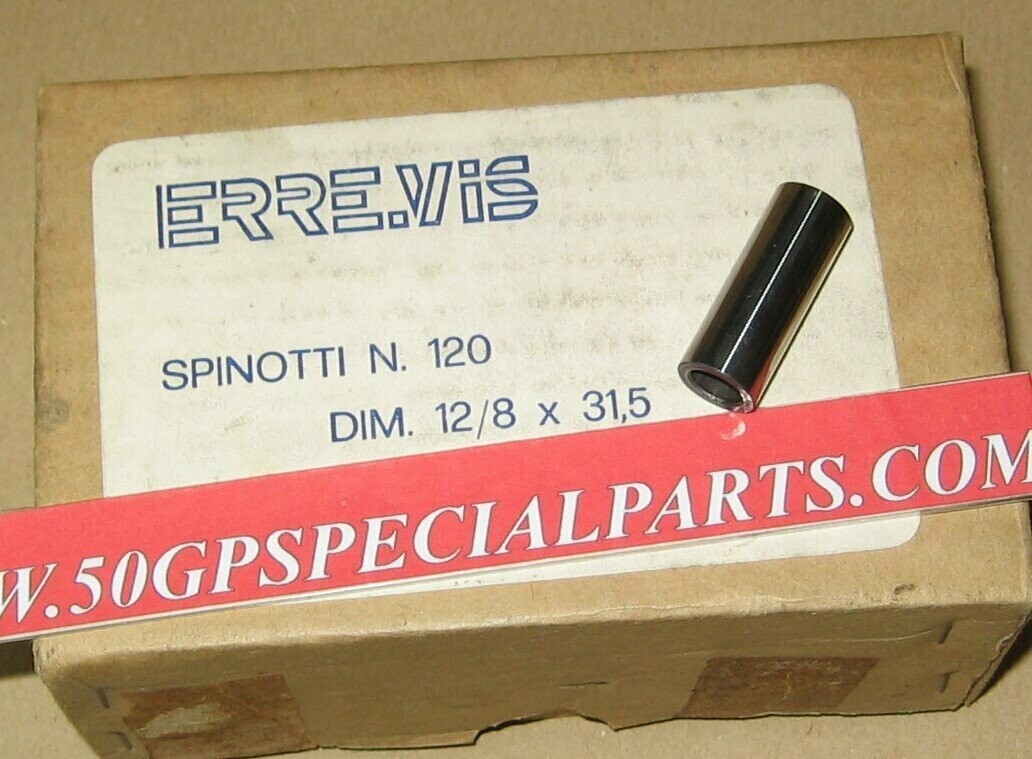 ERRE.ViS
SPINOTTI N. 120
DIM. 12/8 x 31,5
W.50GPSPECIALPARTS.COM